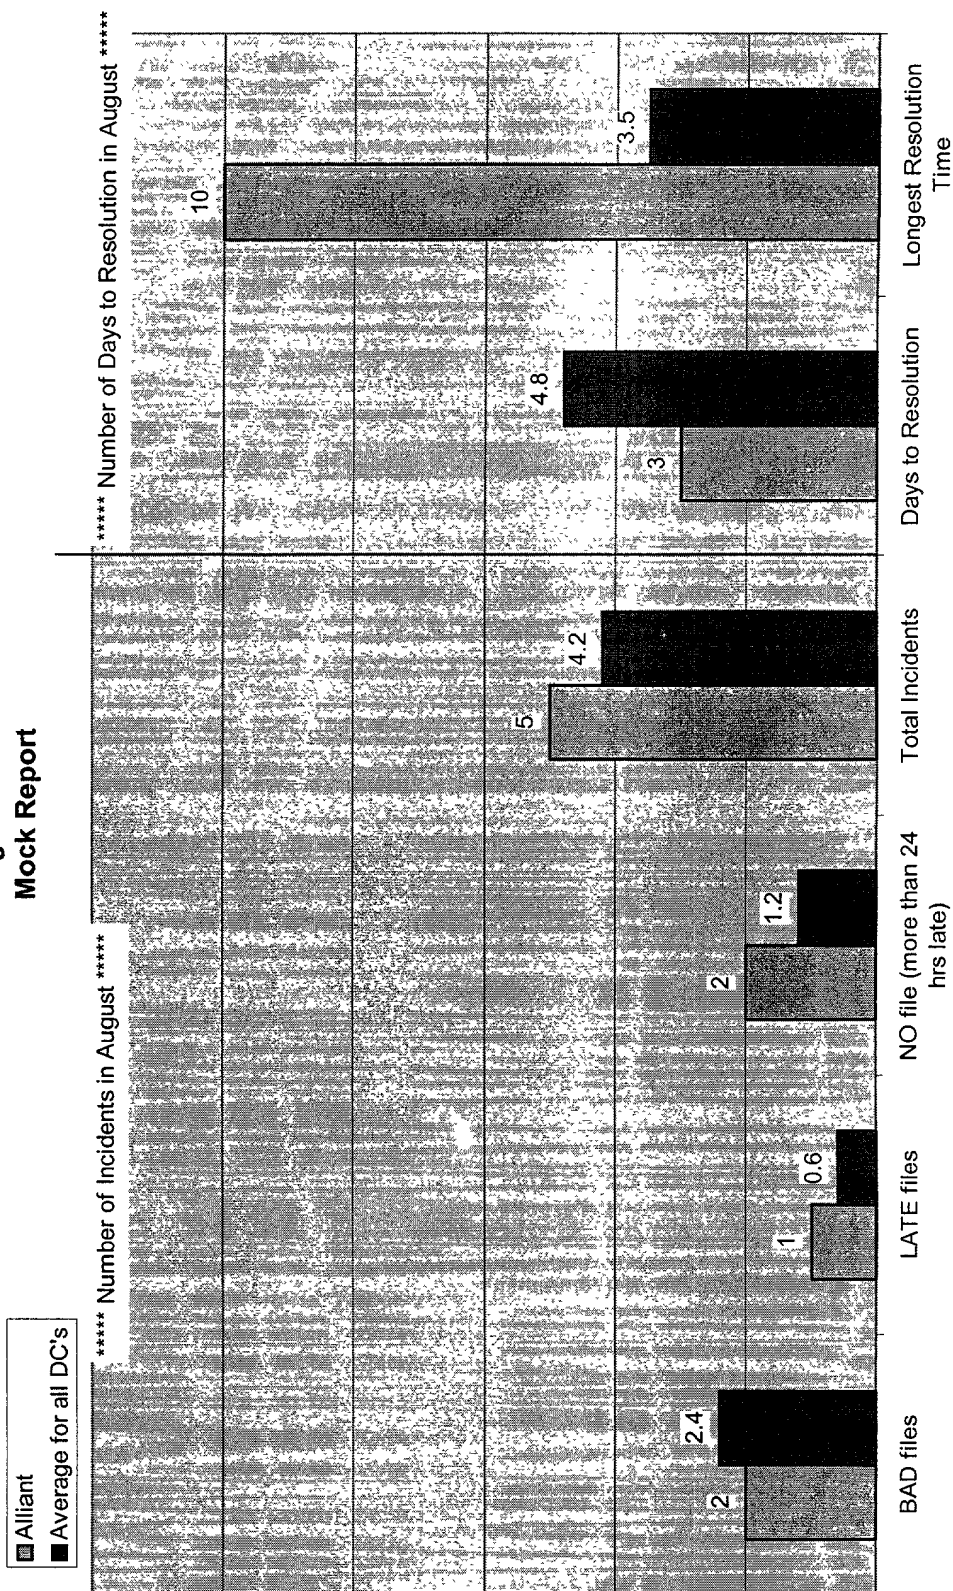 Mock Report
Alliant
Average for all DC's
***** Number of Incidents in August *****
***** Number of Days to Resolution in August *****
2
2.4
1
0.6
2
1.2
5
4.2
3
4.8
10
3.5
BAD files
LATE files
NO file (more than 24
hrs late)
Total Incidents
Days to Resolution
Longest Resolution
Time